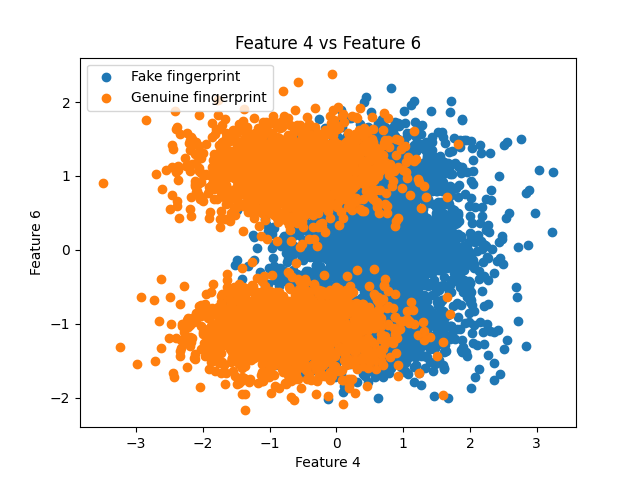 Feature 4 vs Feature 6
Fake fingerprint
Genuine fingerprint
2
1
0
−1
−2
Feature 6
−3 −2 −1 0 1 2 3
Feature 4